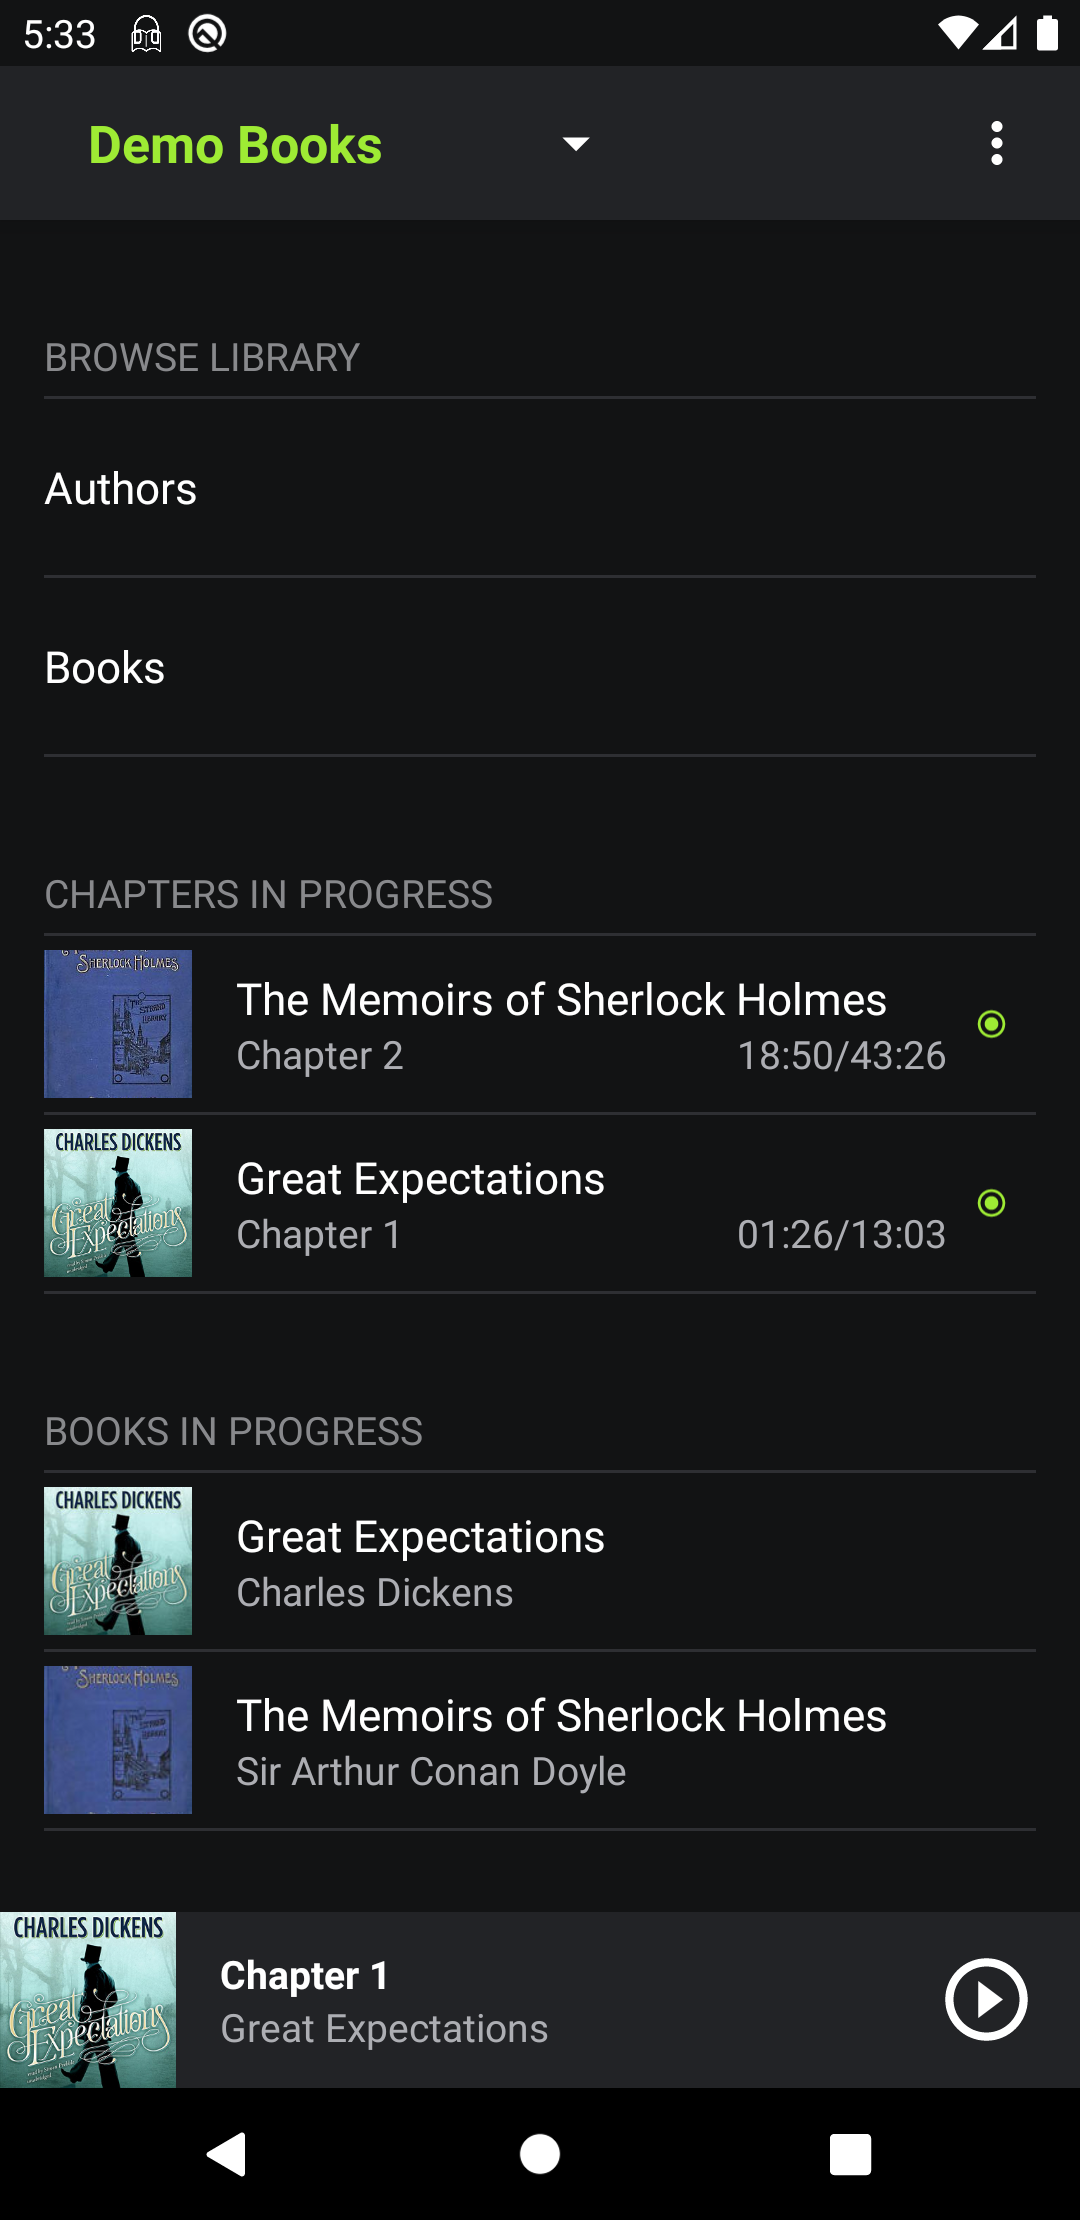 5:33
Demo Books
BROWSE LIBRARY
Authors
Books
CHAPTERS IN PROGRESS
SHERLOCK HOLMES
THE STRAND LIBRARY
The Memoirs of Sherlock Holmes
Chapter 2 18:50/43:26
CHARLES DICKENS
Great Expectations
Great Expectations
Chapter 1 01:26/13:03
BOOKS IN PROGRESS
CHARLES DICKENS
Great Expectations
Great Expectations
Charles Dickens
SHERLOCK HOLMES
The Memoirs of Sherlock Holmes
Sir Arthur Conan Doyle
CHARLES DICKENS
Great Expectations
Chapter 1
Great Expectations